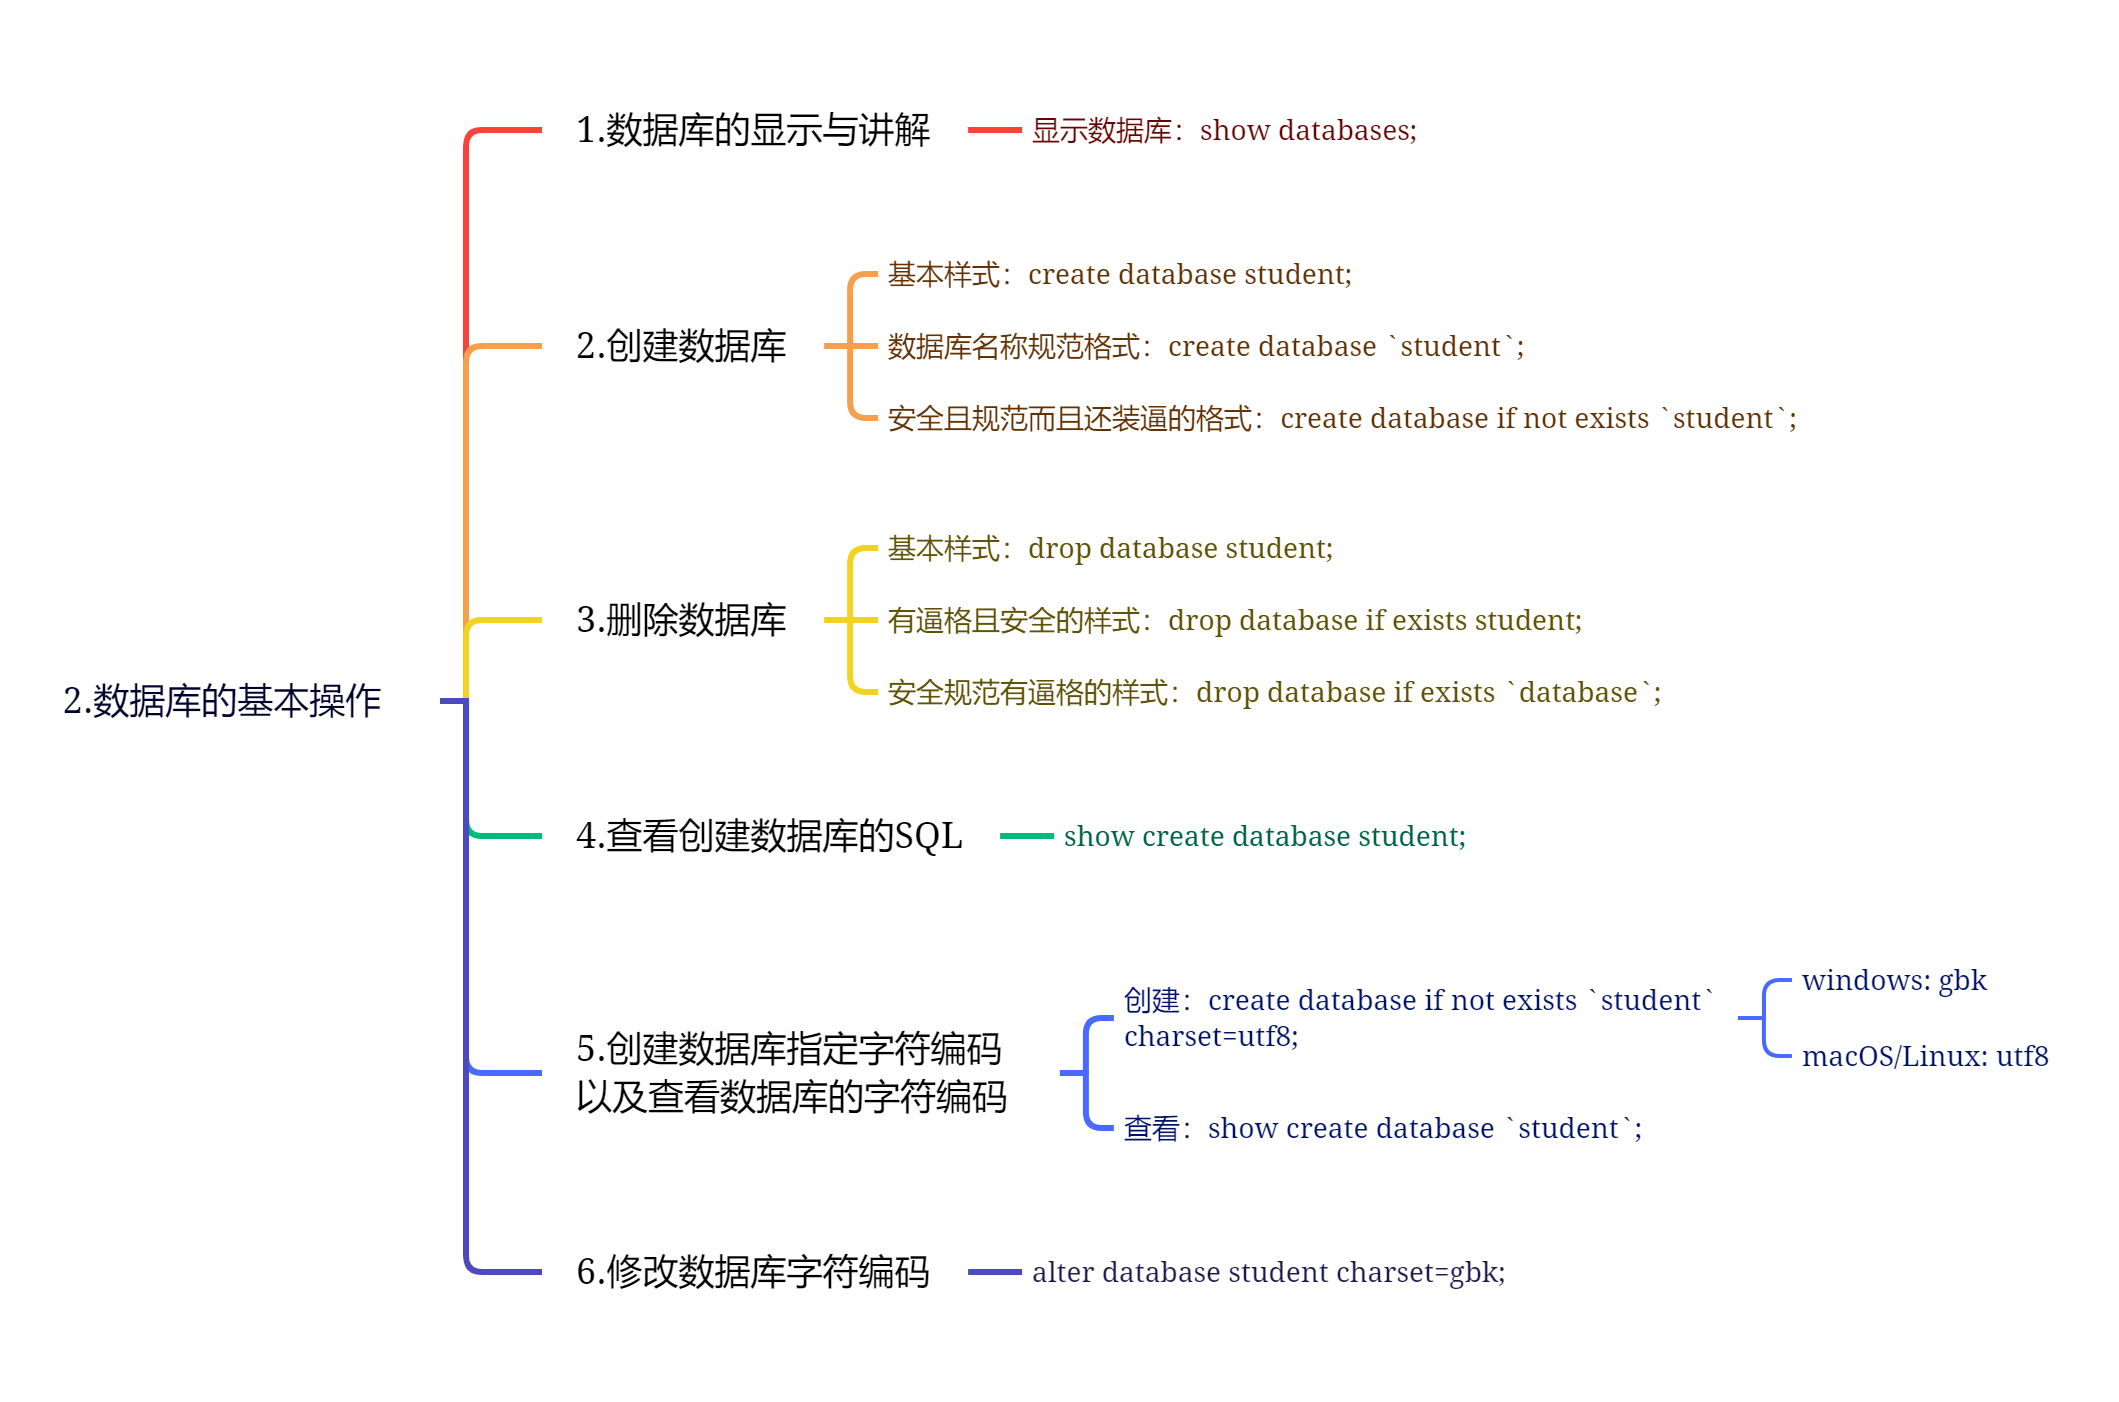 2.数据库的基本操作
1.数据库的显示与讲解
显示数据库：show databases;
2.创建数据库
基本样式：create database student;
数据库名称规范格式：create database `student`;
安全且规范而且还装逼的格式：create database if not exists `student`;
3.删除数据库
基本样式：drop database student;
有逼格且安全的样式：drop database if exists student;
安全规范有逼格的样式：drop database if exists `database`;
4.查看创建数据库的SQL
show create database student;
5.创建数据库指定字符编码
以及查看数据库的字符编码
创建：create database if not exists `student`
charset=utf8;
windows: gbk
macOS/Linux: utf8
查看：show create database `student`;
6.修改数据库字符编码
alter database student charset=gbk;